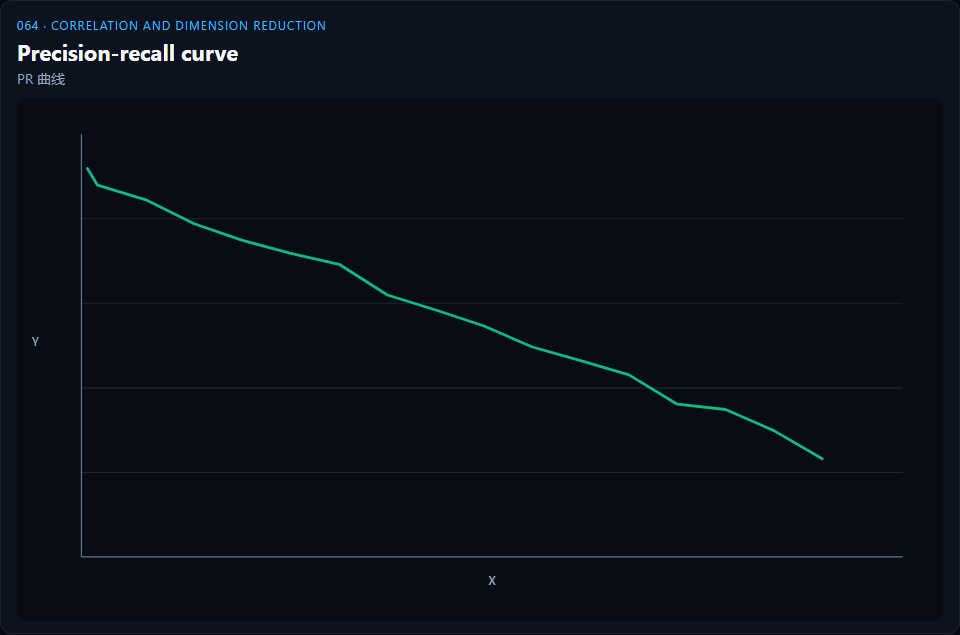 064 · CORRELATION AND DIMENSION REDUCTION
Precision-recall curve
PR 曲线
Y
X